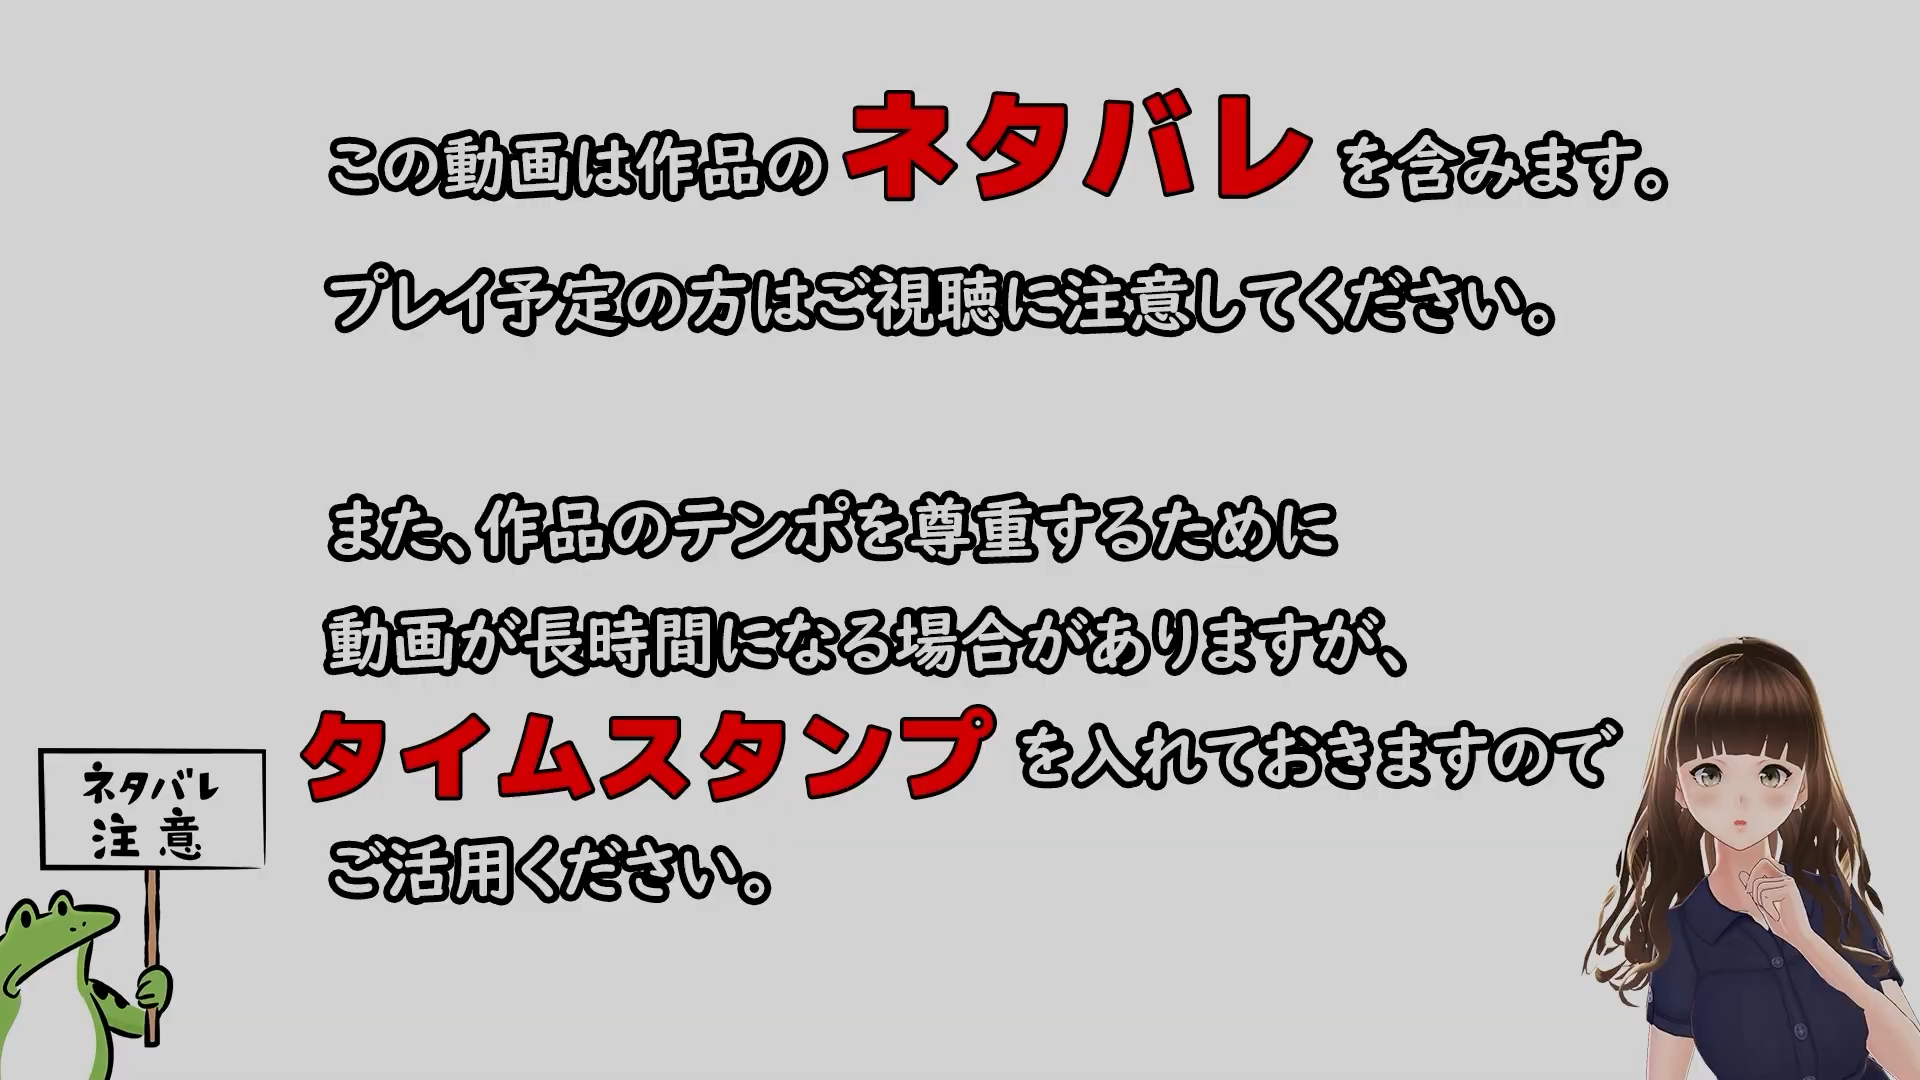 この動画は作品のネタバレを含みます。
プレイ予定の方はご視聴に注意してください。
また、作品のテンポを尊重するために
動画が長時間になる場合がありますが、
タイムスタンプを入れておきますので
ご活用ください。
ネタバレ
注意